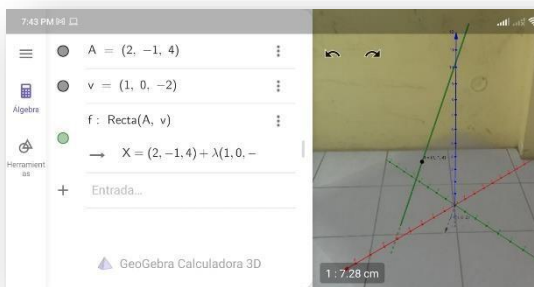 7:43 PM
A = (2, −1, 4)
v = (1, 0, −2)
f : Recta(A, v)
→ X = (2, −1, 4) + λ(1, 0, −
Álgebra
Herramient
as
+ Entrada...
GeoGebra Calculadora 3D
1 : 7.28 cm